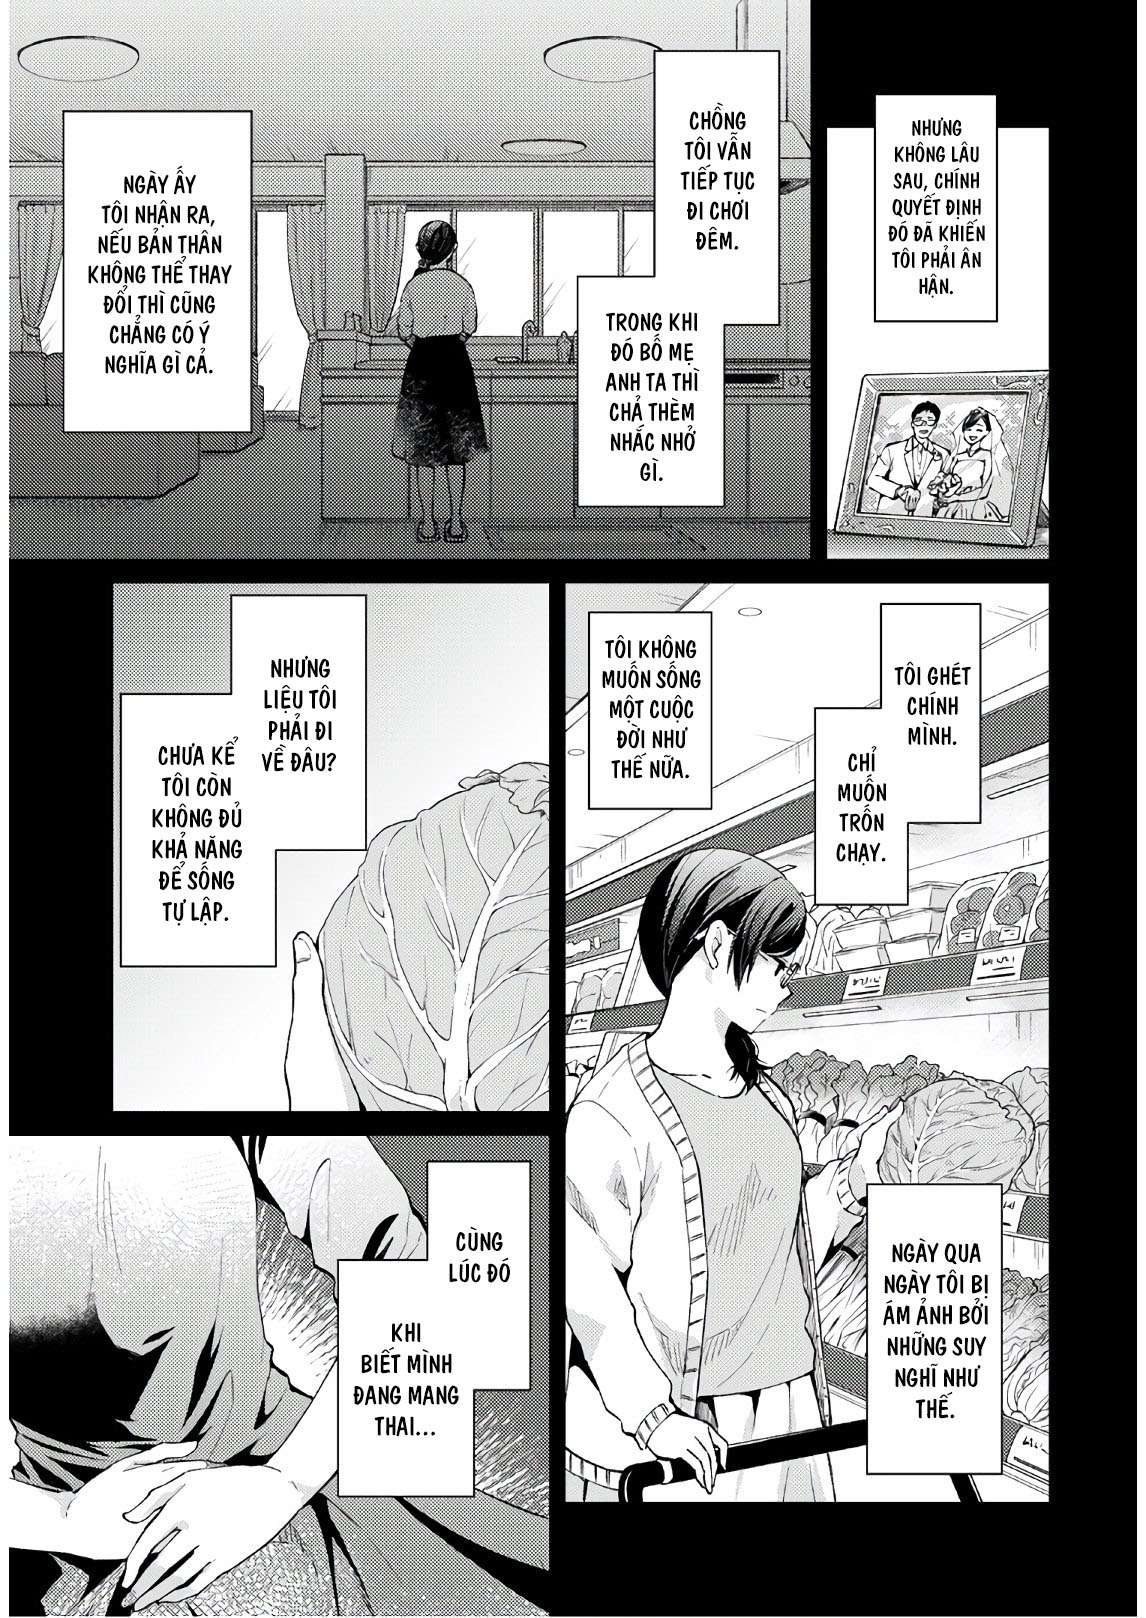 NHƯNG
KHÔNG LÂU
SAU, CHÍNH
QUYẾT ĐỊNH
ĐÓ ĐÃ KHIẾN
TÔI PHẢI ÂN
HẬN.
CHỒNG
TÔI VẪN
TIẾP TỤC
ĐI CHƠI
ĐÊM.
TRONG KHI
ĐÓ BỐ MẸ
ANH TA THÌ
CHẢ THÈM
NHẮC NHỞ
GÌ.
NGÀY ẤY
TÔI NHẬN RA,
NẾU BẢN THÂN
KHÔNG THỂ THAY
ĐỔI THÌ CŨNG
CHẲNG CÓ Ý
NGHĨA GÌ CẢ.
TÔI GHÉT
CHÍNH
MÌNH.
CHỈ
MUỐN
TRỐN
CHẠY.
TÔI KHÔNG
MUỐN SỐNG
MỘT CUỘC
ĐỜI NHƯ
THẾ NỮA.
NGÀY QUA
NGÀY TÔI BỊ
ÁM ẢNH BỞI
NHỮNG SUY
NGHĨ NHƯ
THẾ.
NHƯNG
LIỆU TÔI
PHẢI ĐI
VỀ ĐÂU?
CHƯA KỂ
TÔI CÒN
KHÔNG ĐỦ
KHẢ NĂNG
ĐỂ SỐNG
TỰ LẬP.
CÙNG
LÚC ĐÓ
KHI
BIẾT MÌNH
ĐANG MANG
THAI...